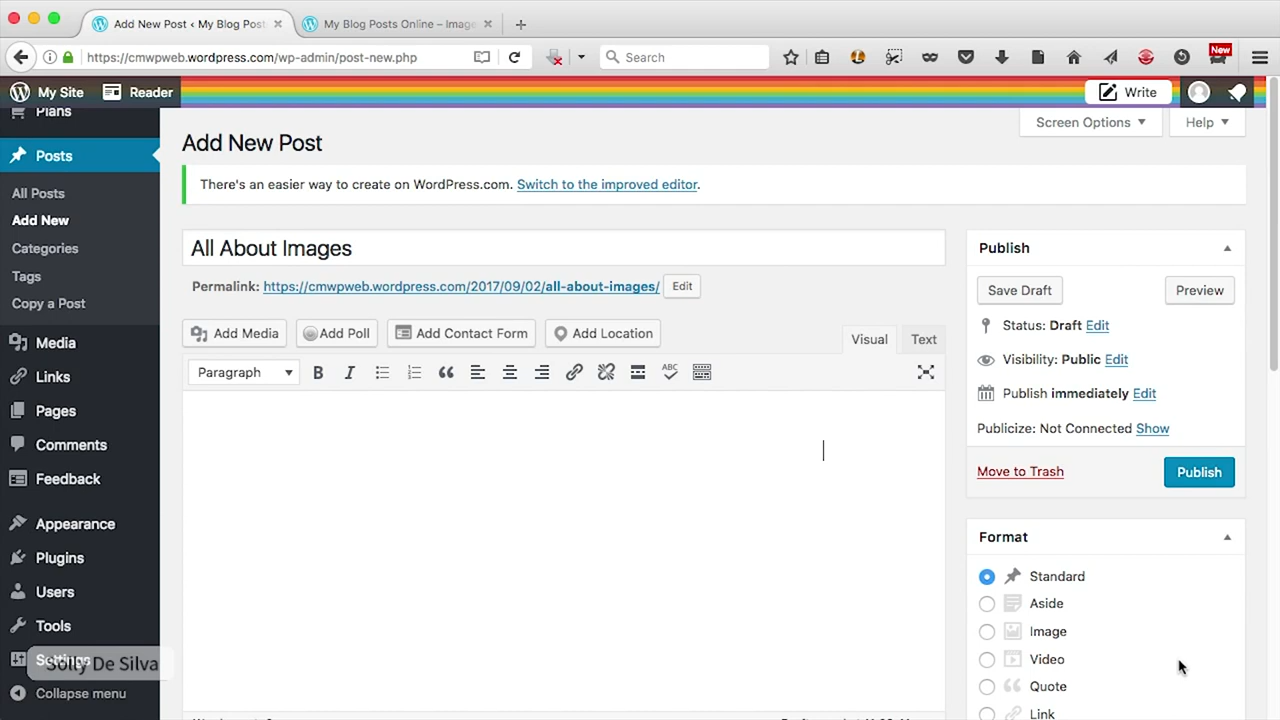 Add New Post ‹ My Blog Post
My Blog Posts Online – Image
https://cmwpweb.wordpress.com/wp-admin/post-new.php
Search
New
My Site
Reader
Write
Plans
Posts
All Posts
Add New
Categories
Tags
Copy a Post
Media
Links
Pages
Comments
Feedback
Appearance
Plugins
Users
Tools
Settings
Solty De Silva
Collapse menu
Screen Options
Help
Add New Post
There's an easier way to create on WordPress.com. Switch to the improved editor.
All About Images
Permalink: https://cmwpweb.wordpress.com/2017/09/02/all-about-images/ Edit
Add Media
Add Poll
Add Contact Form
Add Location
Visual
Text
Paragraph
B I
ABC
Publish
Save Draft
Preview
Status: Draft Edit
Visibility: Public Edit
Publish immediately Edit
Publicize: Not Connected Show
Move to Trash
Publish
Format
Standard
Aside
Image
Video
Quote
Link